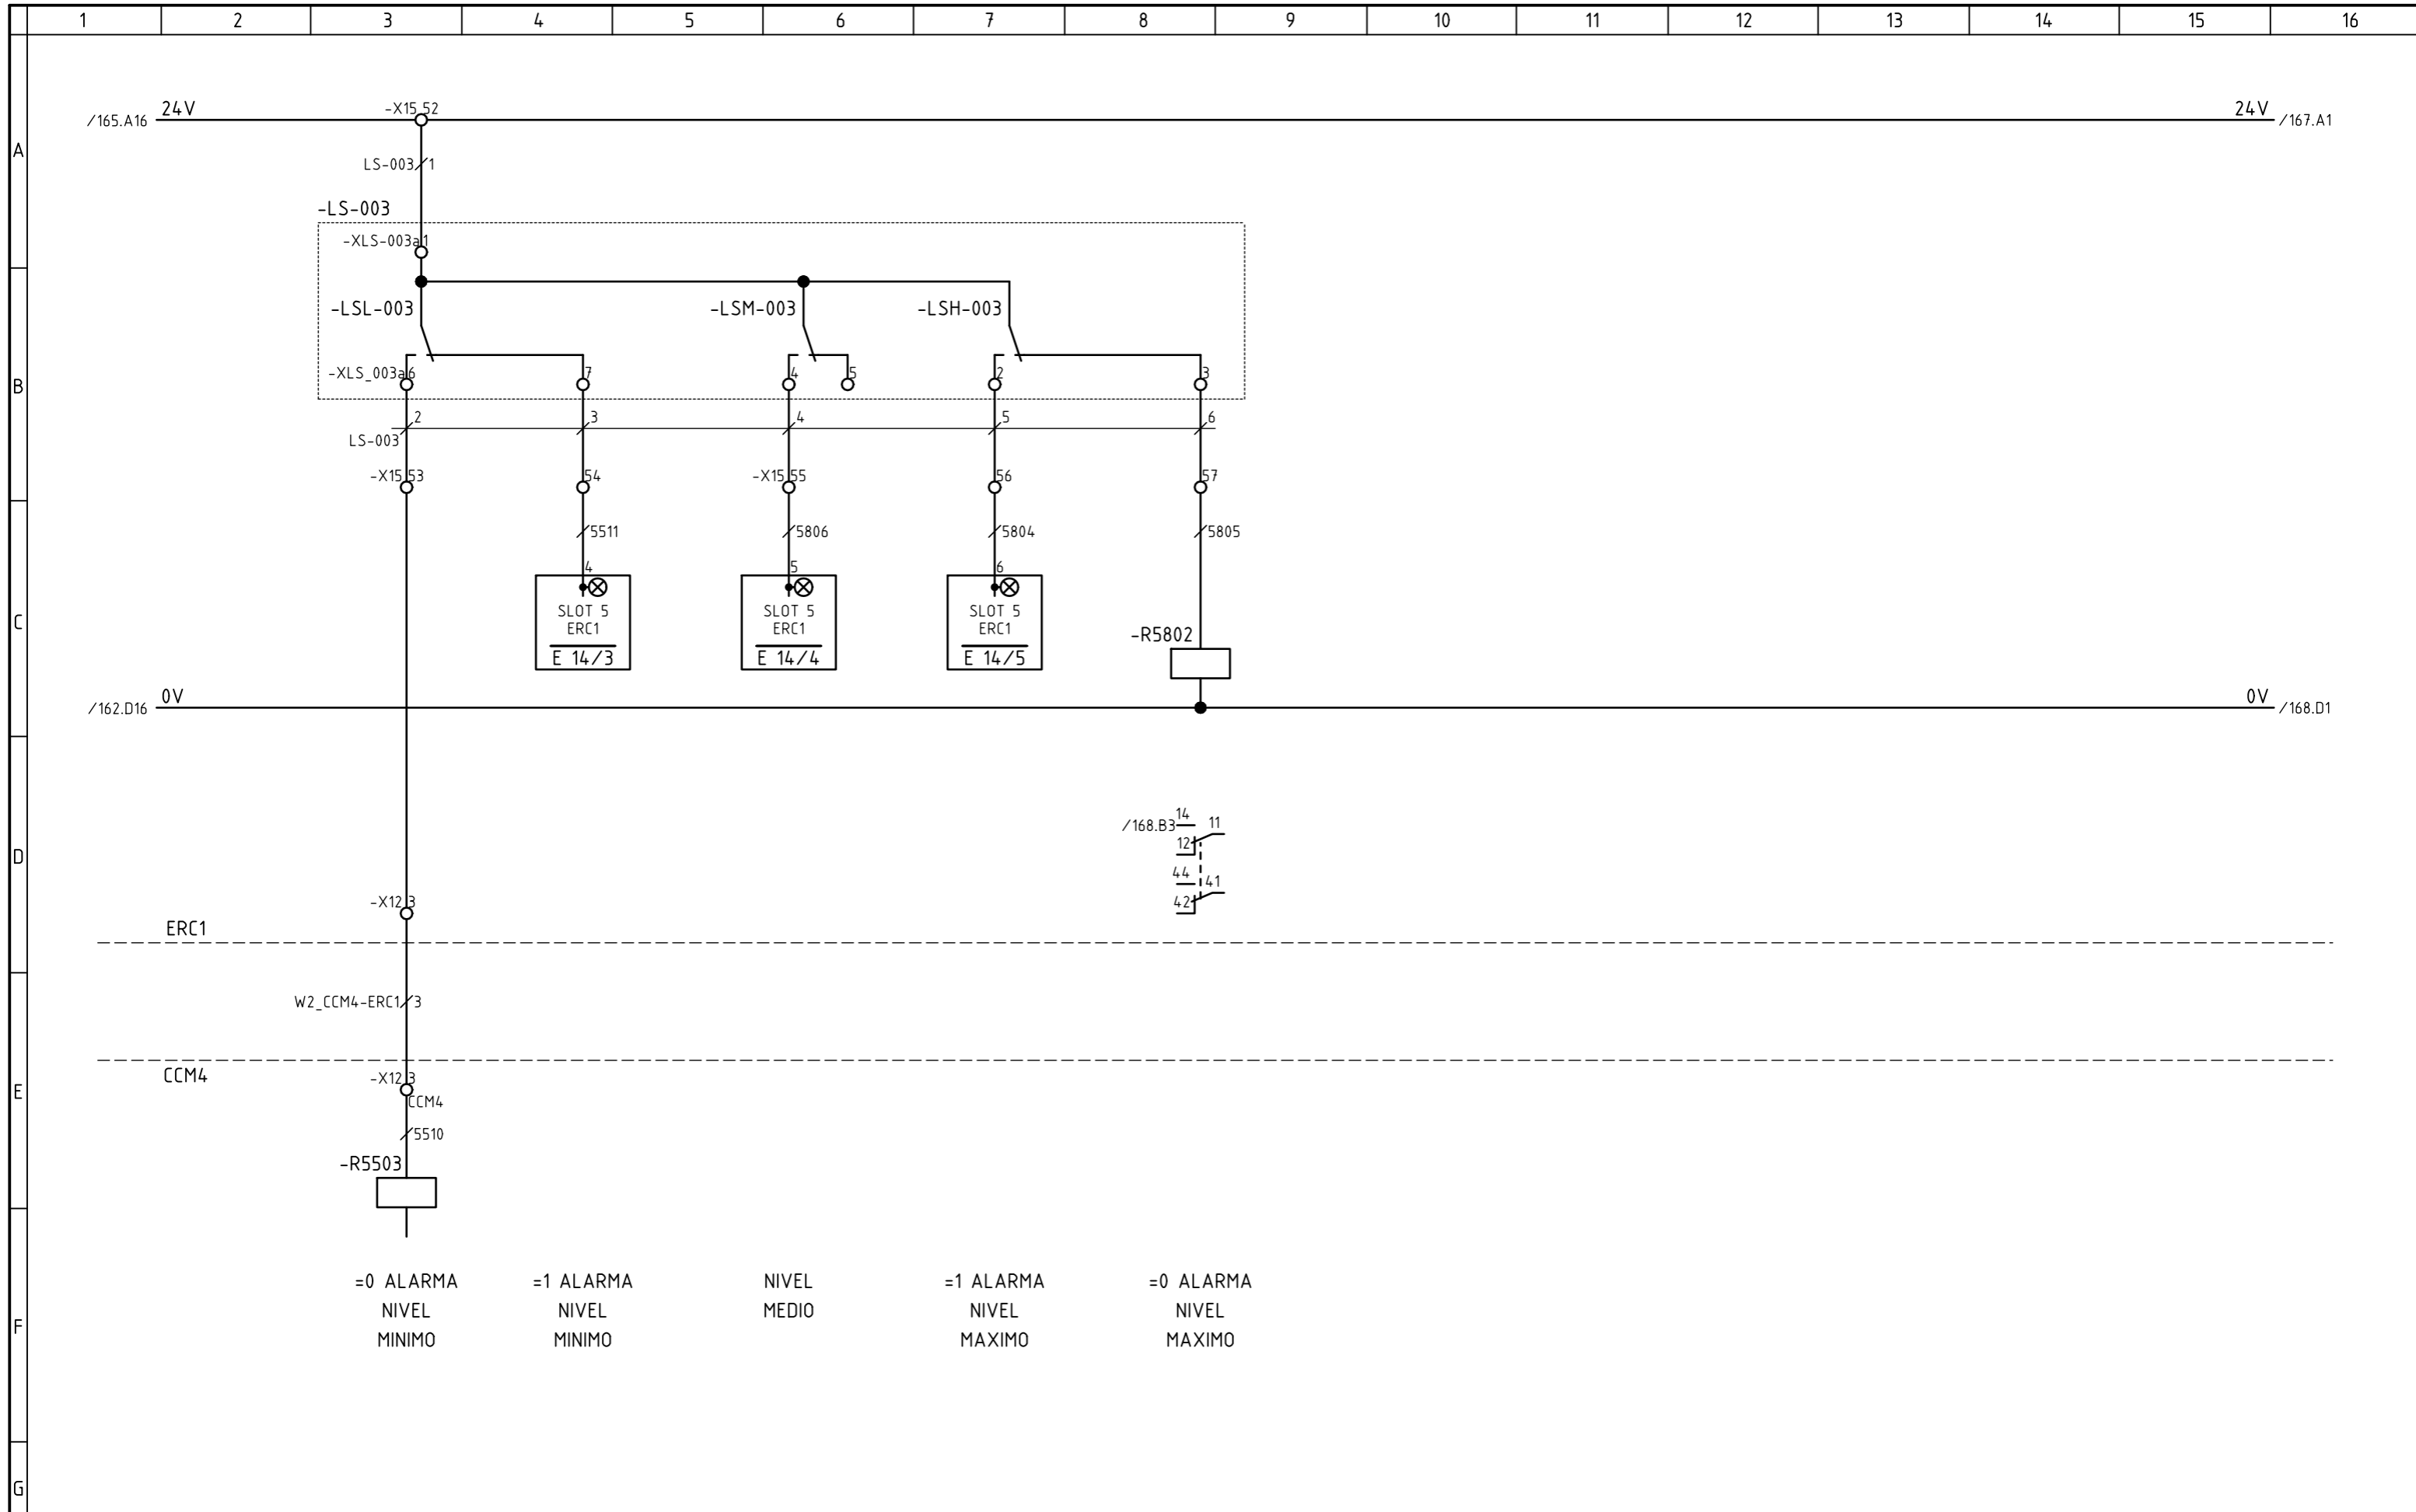 1 2 3 4 5 6 7 8 9 10 11 12 13 14 15 16
A
B
C
D
E
F
G
/165.A16 24V -X15 52 24V /167.A1
LS-003 1
-LS-003
-XLS-003a 1
-LSL-003 -LSM-003 -LSH-003
-XLS_003a 6 7 4 5 2 3
2 3 4 5 6
LS-003
-X15 53 54 -X15 55 56 57
5511 5806 5804 5805
4 5 6
SLOT 5 SLOT 5 SLOT 5
ERC1 ERC1 ERC1
E 14/3 E 14/4 E 14/5
-R5802
/162.D16 0V 0V /168.D1
14
/168.B3 11
12
44
41
42
-X12 3
ERC1
W2_CCM4-ERC1 3
CCM4
-X12 3
CCM4
5510
-R5503
=0 ALARMA =1 ALARMA NIVEL =1 ALARMA =0 ALARMA
NIVEL NIVEL MEDIO NIVEL NIVEL
MINIMO MINIMO MAXIMO MAXIMO